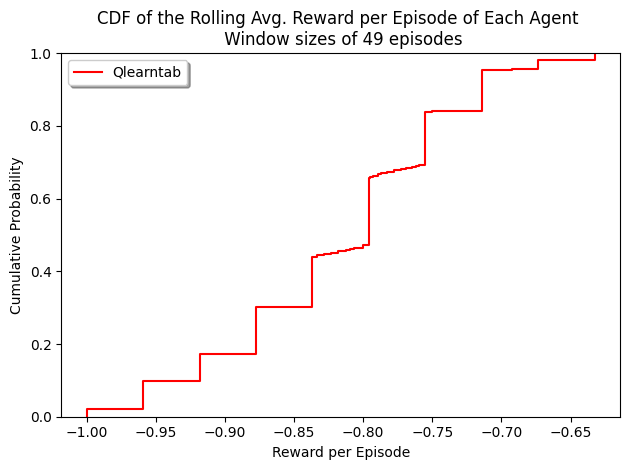 CDF of the Rolling Avg. Reward per Episode of Each Agent
Window sizes of 49 episodes
Qlearntab
Cumulative Probability
1.0
0.8
0.6
0.4
0.2
0.0
−1.00 −0.95 −0.90 −0.85 −0.80 −0.75 −0.70 −0.65
Reward per Episode